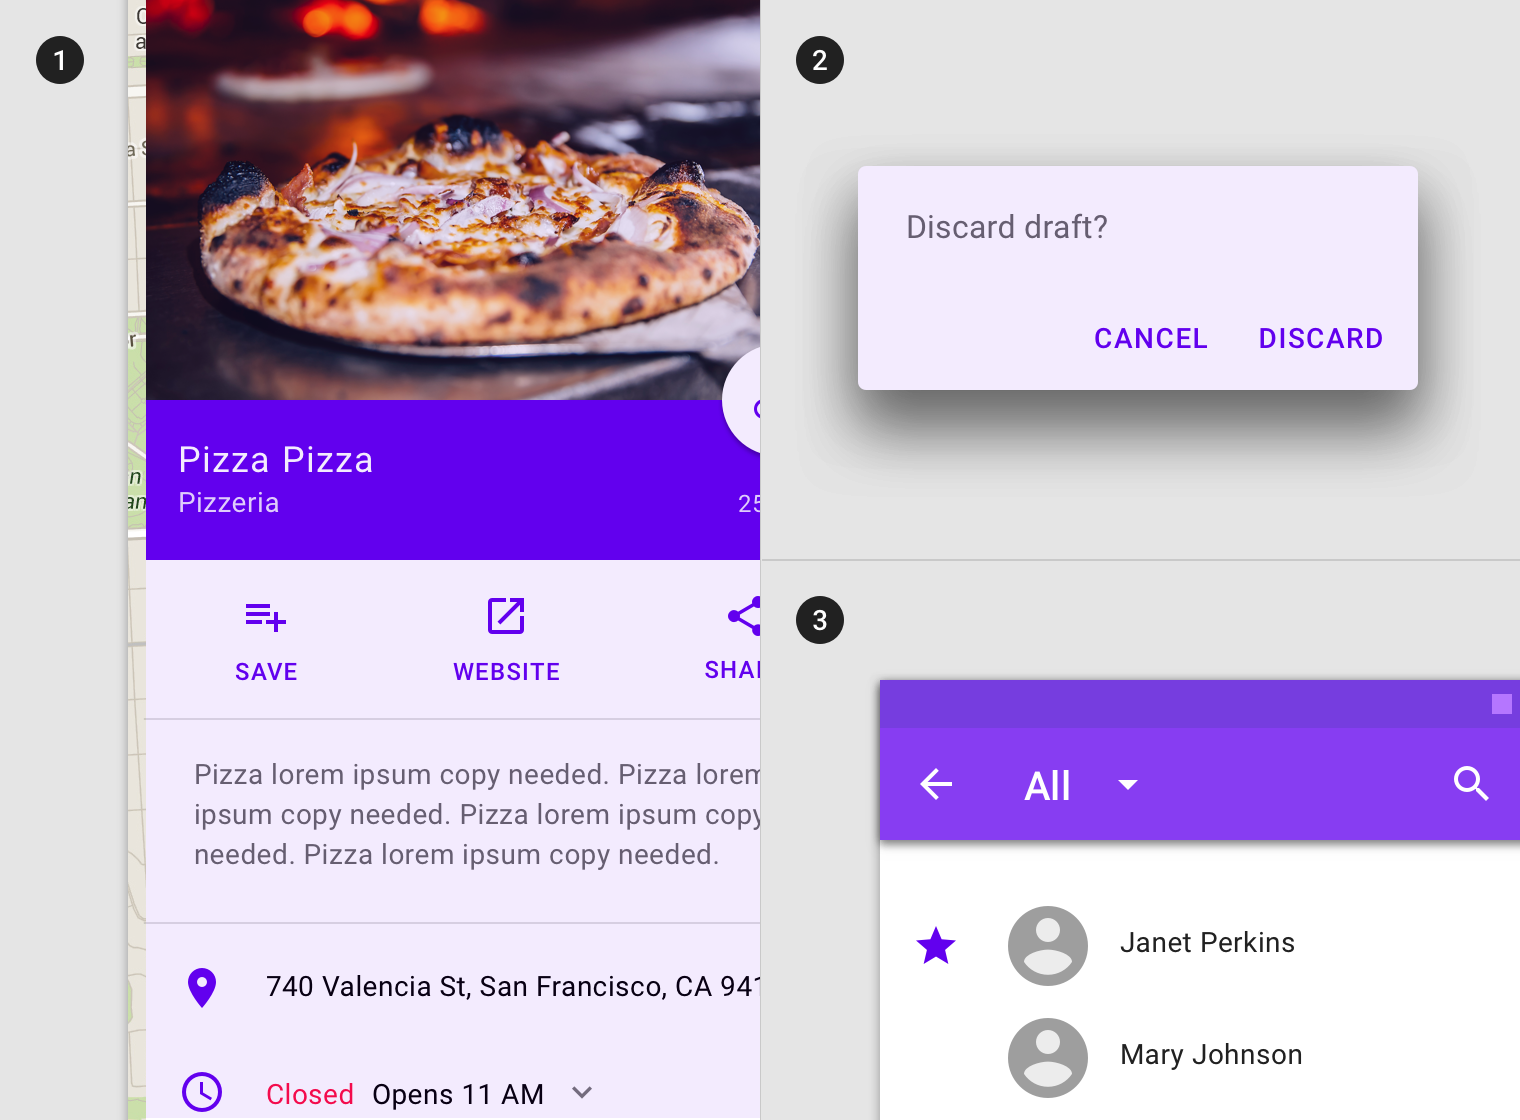 1
Pizza Pizza
Pizzeria
25
SAVE
WEBSITE
Pizza lorem ipsum copy needed. Pizza lorem
ipsum copy needed. Pizza lorem ipsum copy
needed. Pizza lorem ipsum copy needed.
740 Valencia St, San Francisco, CA 941
Closed Opens 11 AM
2
Discard draft?
CANCEL DISCARD
3
All
Janet Perkins
Mary Johnson